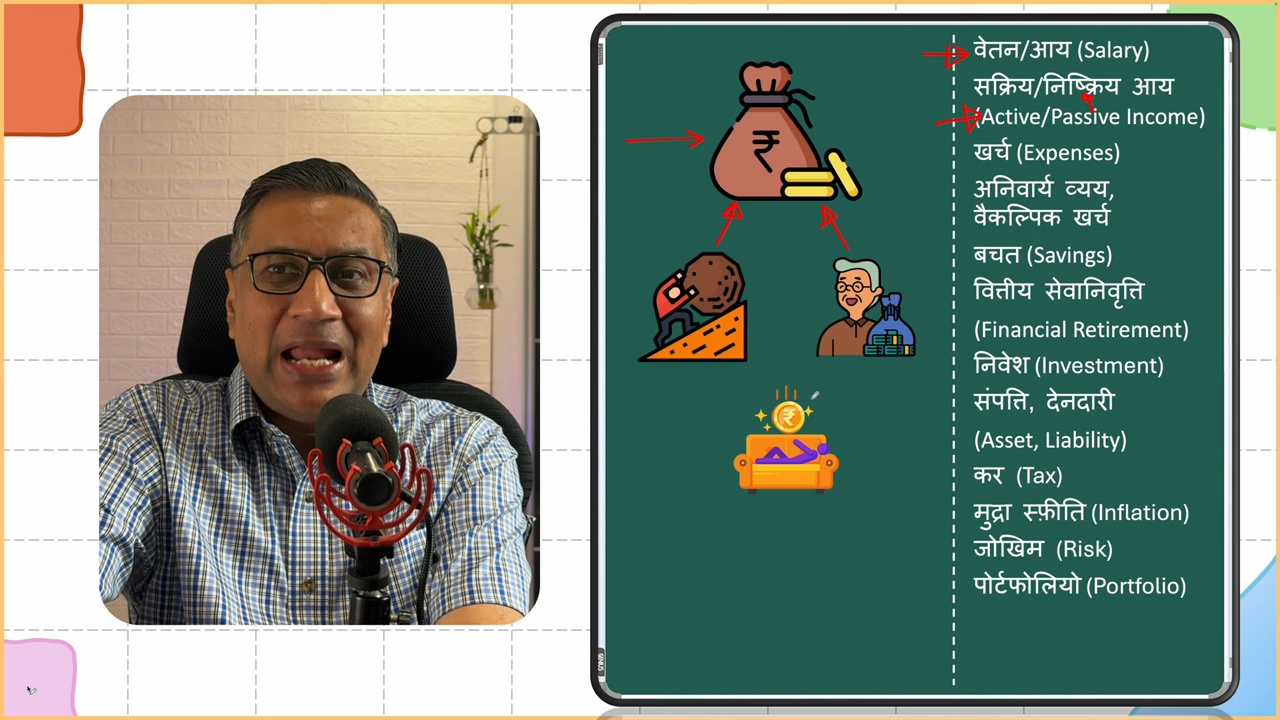 वेतन/आय (Salary)
सक्रिय/निष्क्रिय आय
(Active/Passive Income)
खर्च (Expenses)
अनिवार्य व्यय,
वैकल्पिक खर्च
बचत (Savings)
वित्तीय सेवानिवृत्ति
(Financial Retirement)
निवेश (Investment)
संपत्ति, देनदारी
(Asset, Liability)
कर (Tax)
मुद्रा स्फ़ीति (Inflation)
जोखिम (Risk)
पोर्टफोलियो (Portfolio)
₹
₹